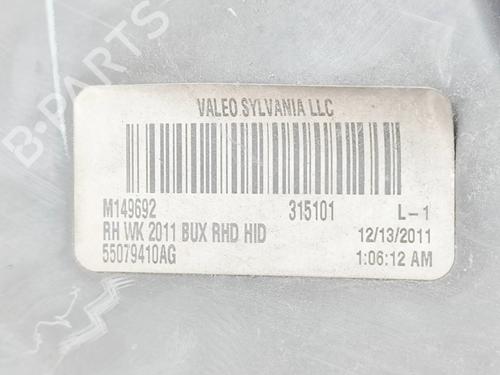 B-PARTS
VALEO SYLVANIA LLC
M149692 315101 L-1
RH WK 2011 BUX RHD HID 12/13/2011
55079410AG 1:06:12 AM